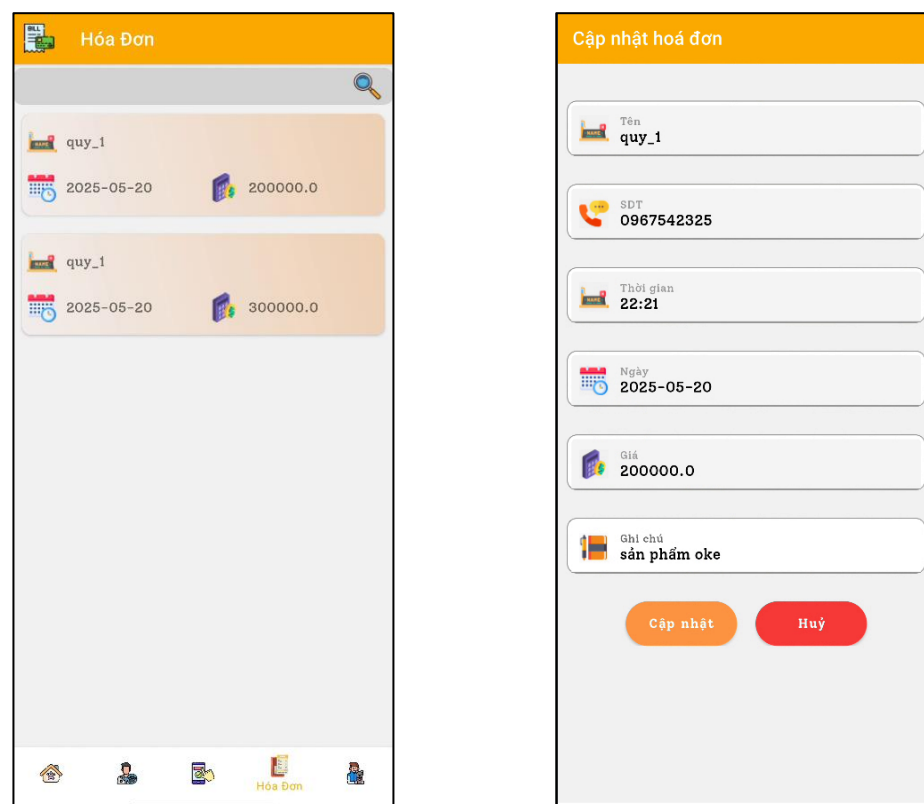 BILL
Hóa Đơn
quy_1
2025-05-20 200000.0
quy_1
2025-05-20 300000.0
Hóa Đơn
Cập nhật hoá đơn
Tên
quy_1
SDT
0967542325
Thời gian
22:21
Ngày
2025-05-20
Giá
200000.0
Ghi chú
sản phẩm oke
Cập nhật Huỷ